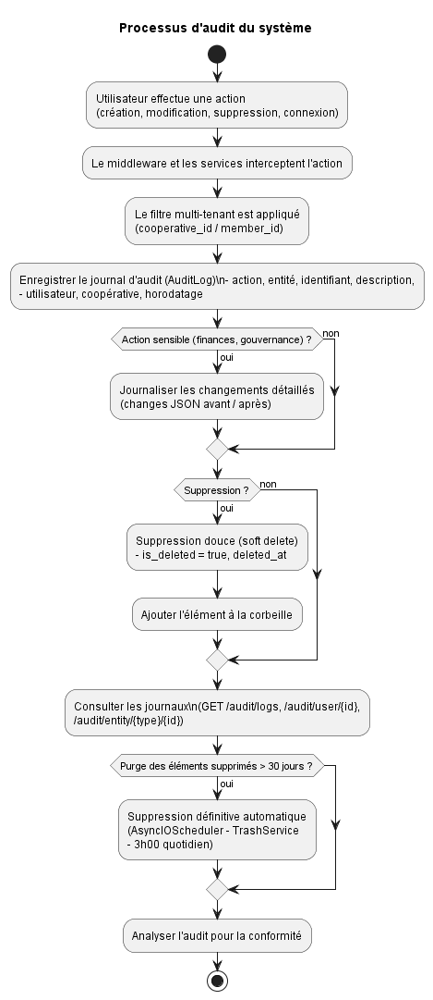 Processus d'audit du système
Utilisateur effectue une action
(création, modification, suppression, connexion)
Le middleware et les services interceptent l'action
Le filtre multi-tenant est appliqué
(cooperative_id / member_id)
Enregistrer le journal d'audit (AuditLog)\n- action, entité, identifiant, description,
- utilisateur, coopérative, horodatage
Action sensible (finances, gouvernance) ?
non
oui
Journaliser les changements détaillés
(changes JSON avant / après)
Suppression ?
non
oui
Suppression douce (soft delete)
- is_deleted = true, deleted_at
Ajouter l'élément à la corbeille
Consulter les journaux\n(GET /audit/logs, /audit/user/{id},
/audit/entity/{type}/{id})
Purge des éléments supprimés > 30 jours ?
oui
Suppression définitive automatique
(AsyncIOScheduler - TrashService
- 3h00 quotidien)
Analyser l'audit pour la conformité